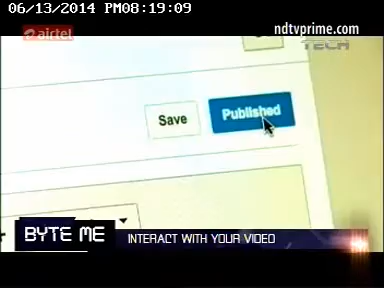 06/13/2014 PM08:19:09
airtel
ndtvprime.com
TECH
Save
Published
BYTE ME
INTERACT WITH YOUR VIDEO